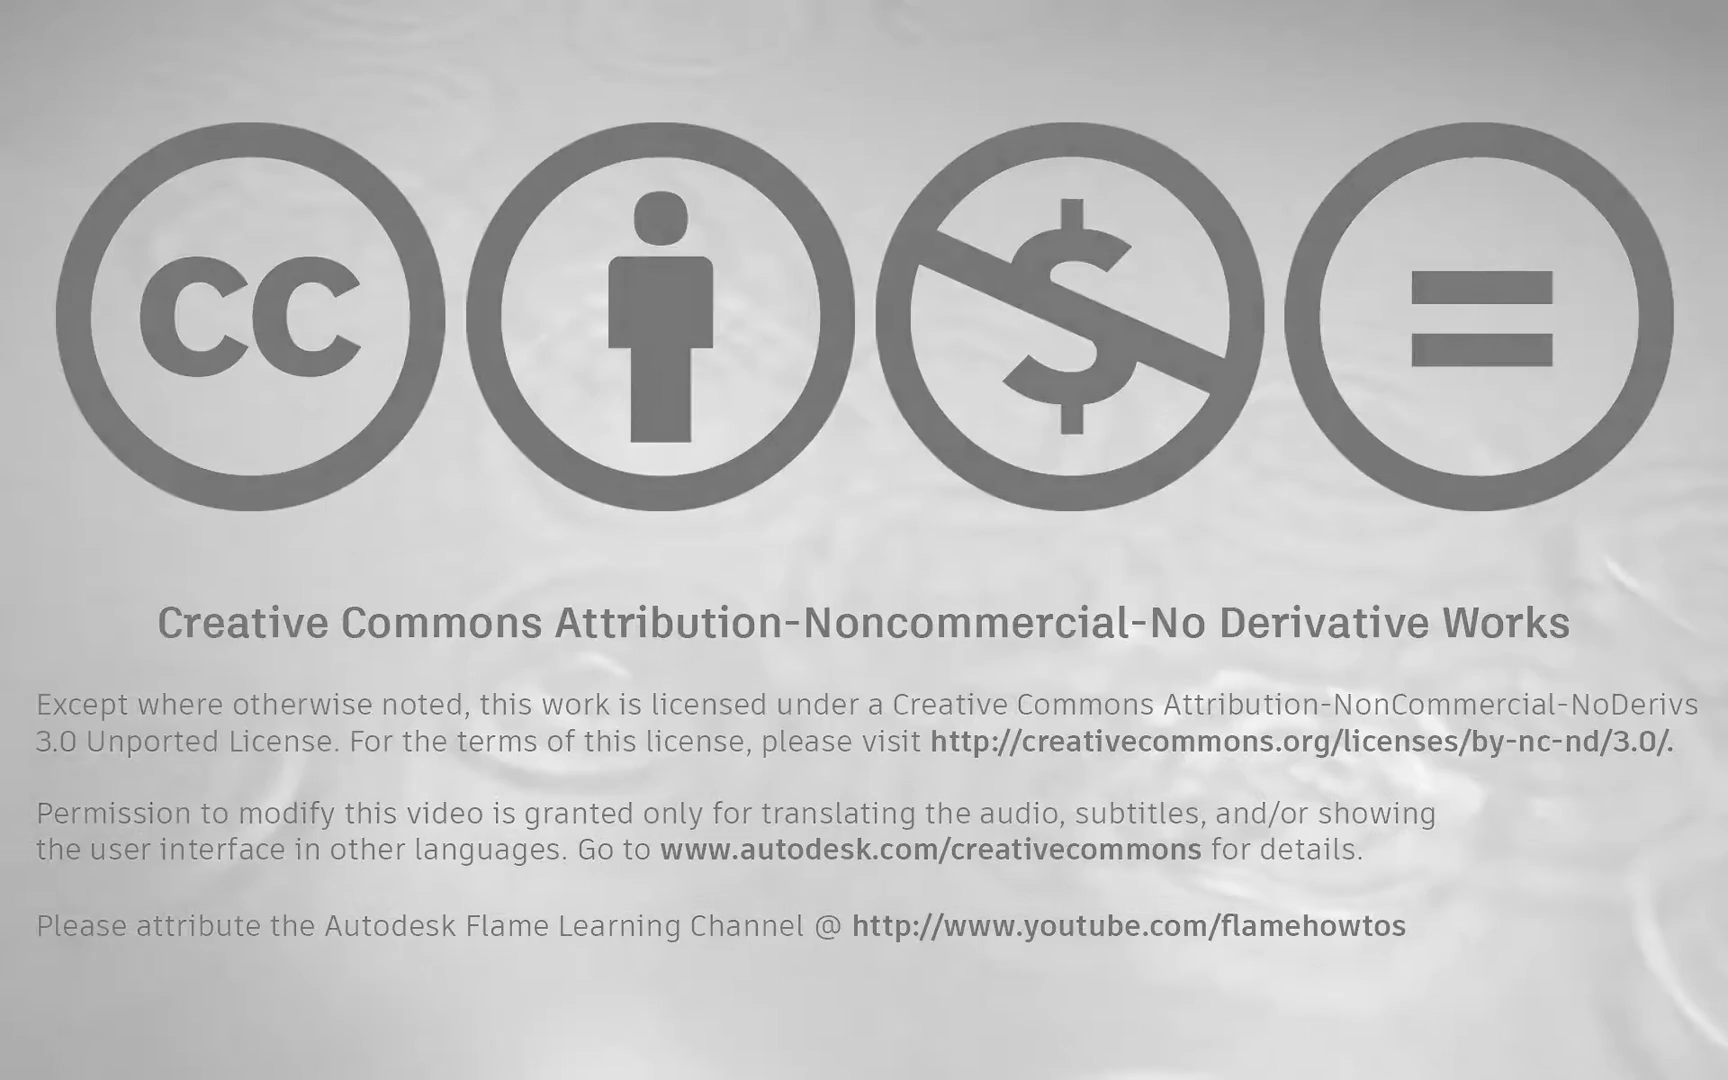 cc
$
=
Creative Commons Attribution-Noncommercial-No Derivative Works
Except where otherwise noted, this work is licensed under a Creative Commons Attribution-NonCommercial-NoDerivs
3.0 Unported License. For the terms of this license, please visit http://creativecommons.org/licenses/by-nc-nd/3.0/.
Permission to modify this video is granted only for translating the audio, subtitles, and/or showing
the user interface in other languages. Go to www.autodesk.com/creativecommons for details.
Please attribute the Autodesk Flame Learning Channel @ http://www.youtube.com/flamehowtos